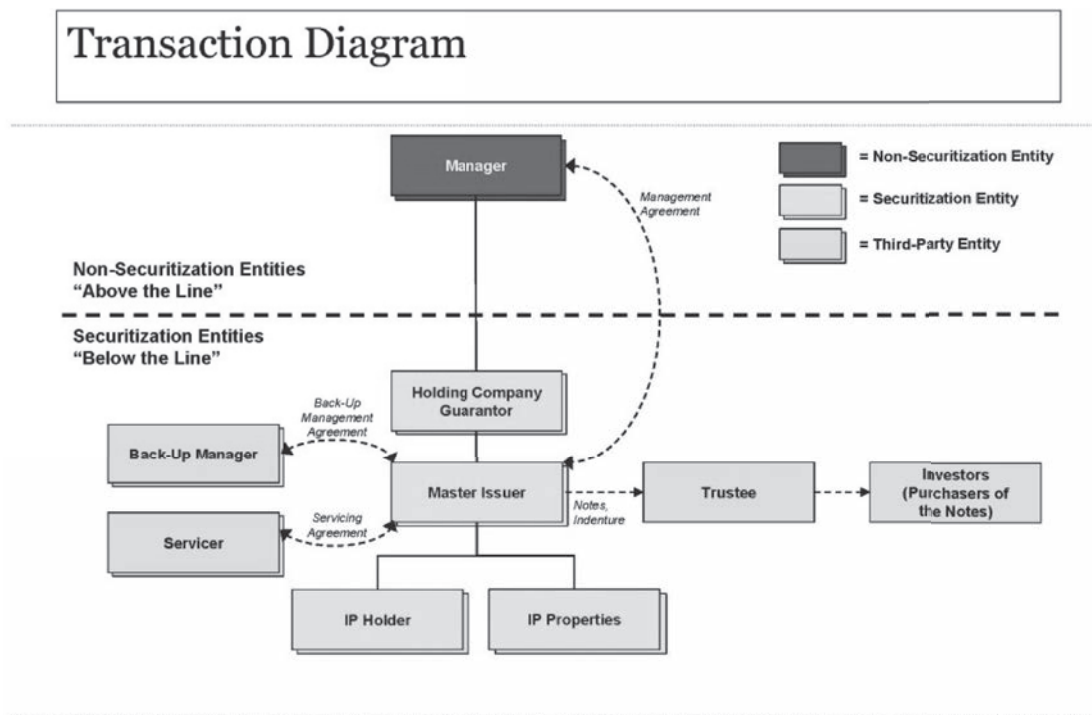 Transaction Diagram
Manager
Management
Agreement
= Non-Securitization Entity
= Securitization Entity
= Third-Party Entity
Non-Securitization Entities
“Above the Line”
Securitization Entities
“Below the Line”
Holding Company
Guarantor
Back-Up
Management
Agreement
Back-Up Manager
Master Issuer
Notes,
Indenture
Trustee
Investors
(Purchasers of
the Notes)
Servicing
Agreement
Servicer
IP Holder
IP Properties